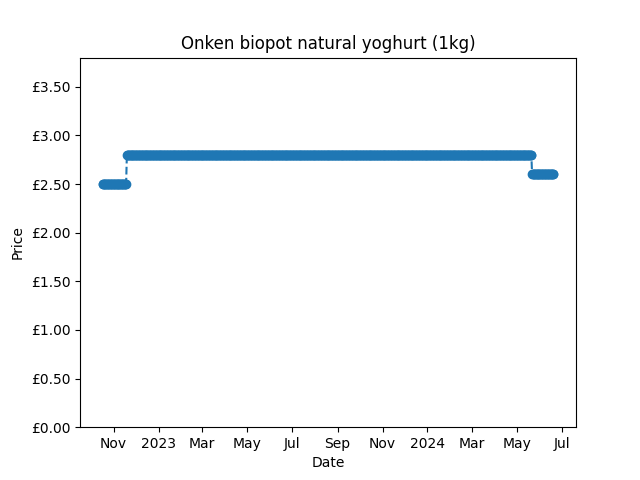 Onken biopot natural yoghurt (1kg)
£3.50
£3.00
£2.50
£2.00
£1.50
£1.00
£0.50
£0.00
Price
Nov 2023 Mar May Jul Sep Nov 2024 Mar May Jul
Date